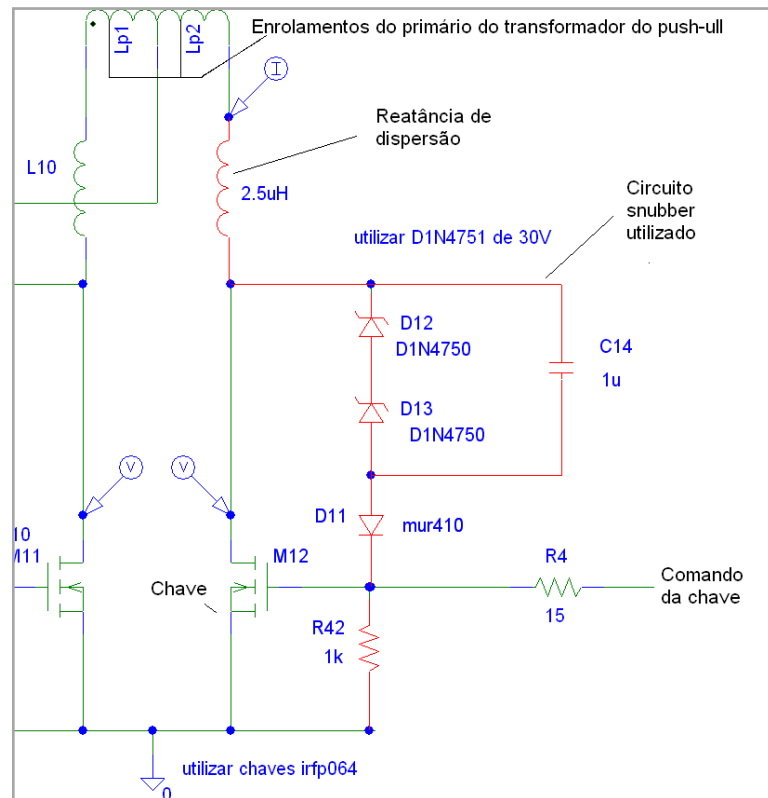 Enrolamentos do primário do transformador do push-ull
Lp1
Lp2
I
Reatância de
dispersão
L10
2.5uH
Circuito
snubber
utilizado
utilizar D1N4751 de 30V
D12
D1N4750
C14
1u
D13
D1N4750
V
V
D11
mur410
10
M11
M12
R4
Chave
Comando
da chave
15
R42
1k
utilizar chaves irfp064
0